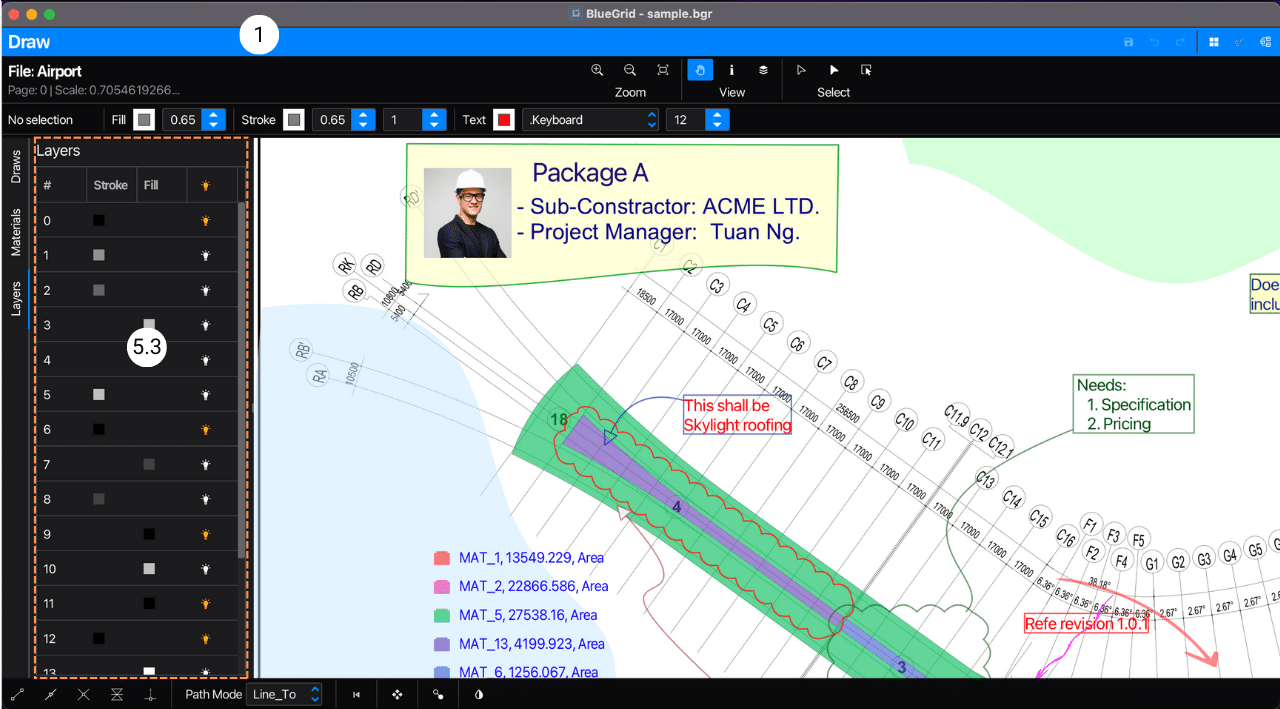 BlueGrid - sample.bgr
Draw
1
File: Airport
Page: 0 | Scale: 0.7054619266...
Zoom
View
Select
No selection
Fill
0.65
Stroke
0.65
1
Text
.Keyboard
12
Draws
Materials
Layers
Layers
# Stroke Fill
0
1
2
3
4
5
6
7
8
9
10
11
12
13
5.3
Package A
- Sub-Constractor: ACME LTD.
- Project Manager: Tuan Ng.
RD'
RK
RD
RB
10800
5400
5400
RB'
RA
10500
C1
C2
C3
C4
C5
C6
C7
C8
C9
C10
C11
C11.9
C12
C12.1
C13
C14
C15
C16
F1
F2
F3
F4
F5
G1
G2
G3
G4
G5
18500
17000
17000
17000
17000
17000
17000
256500
17000
17000
17000
17000
17000
17000
17000
38.18°
6.36°
6.36°
6.36°
6.36°
6.36°
6.36°
2.67°
2.67°
2.67°
2.67°
2.67°
18
4
3
This shall be
Skylight roofing
Needs:
1. Specification
2. Pricing
Doe
inclu
Refe revision 1.0.1
MAT_1, 13549.229, Area
MAT_2, 22866.586, Area
MAT_5, 27538.16, Area
MAT_13, 4199.923, Area
MAT_6, 1256.067, Area
Path Mode
Line_To